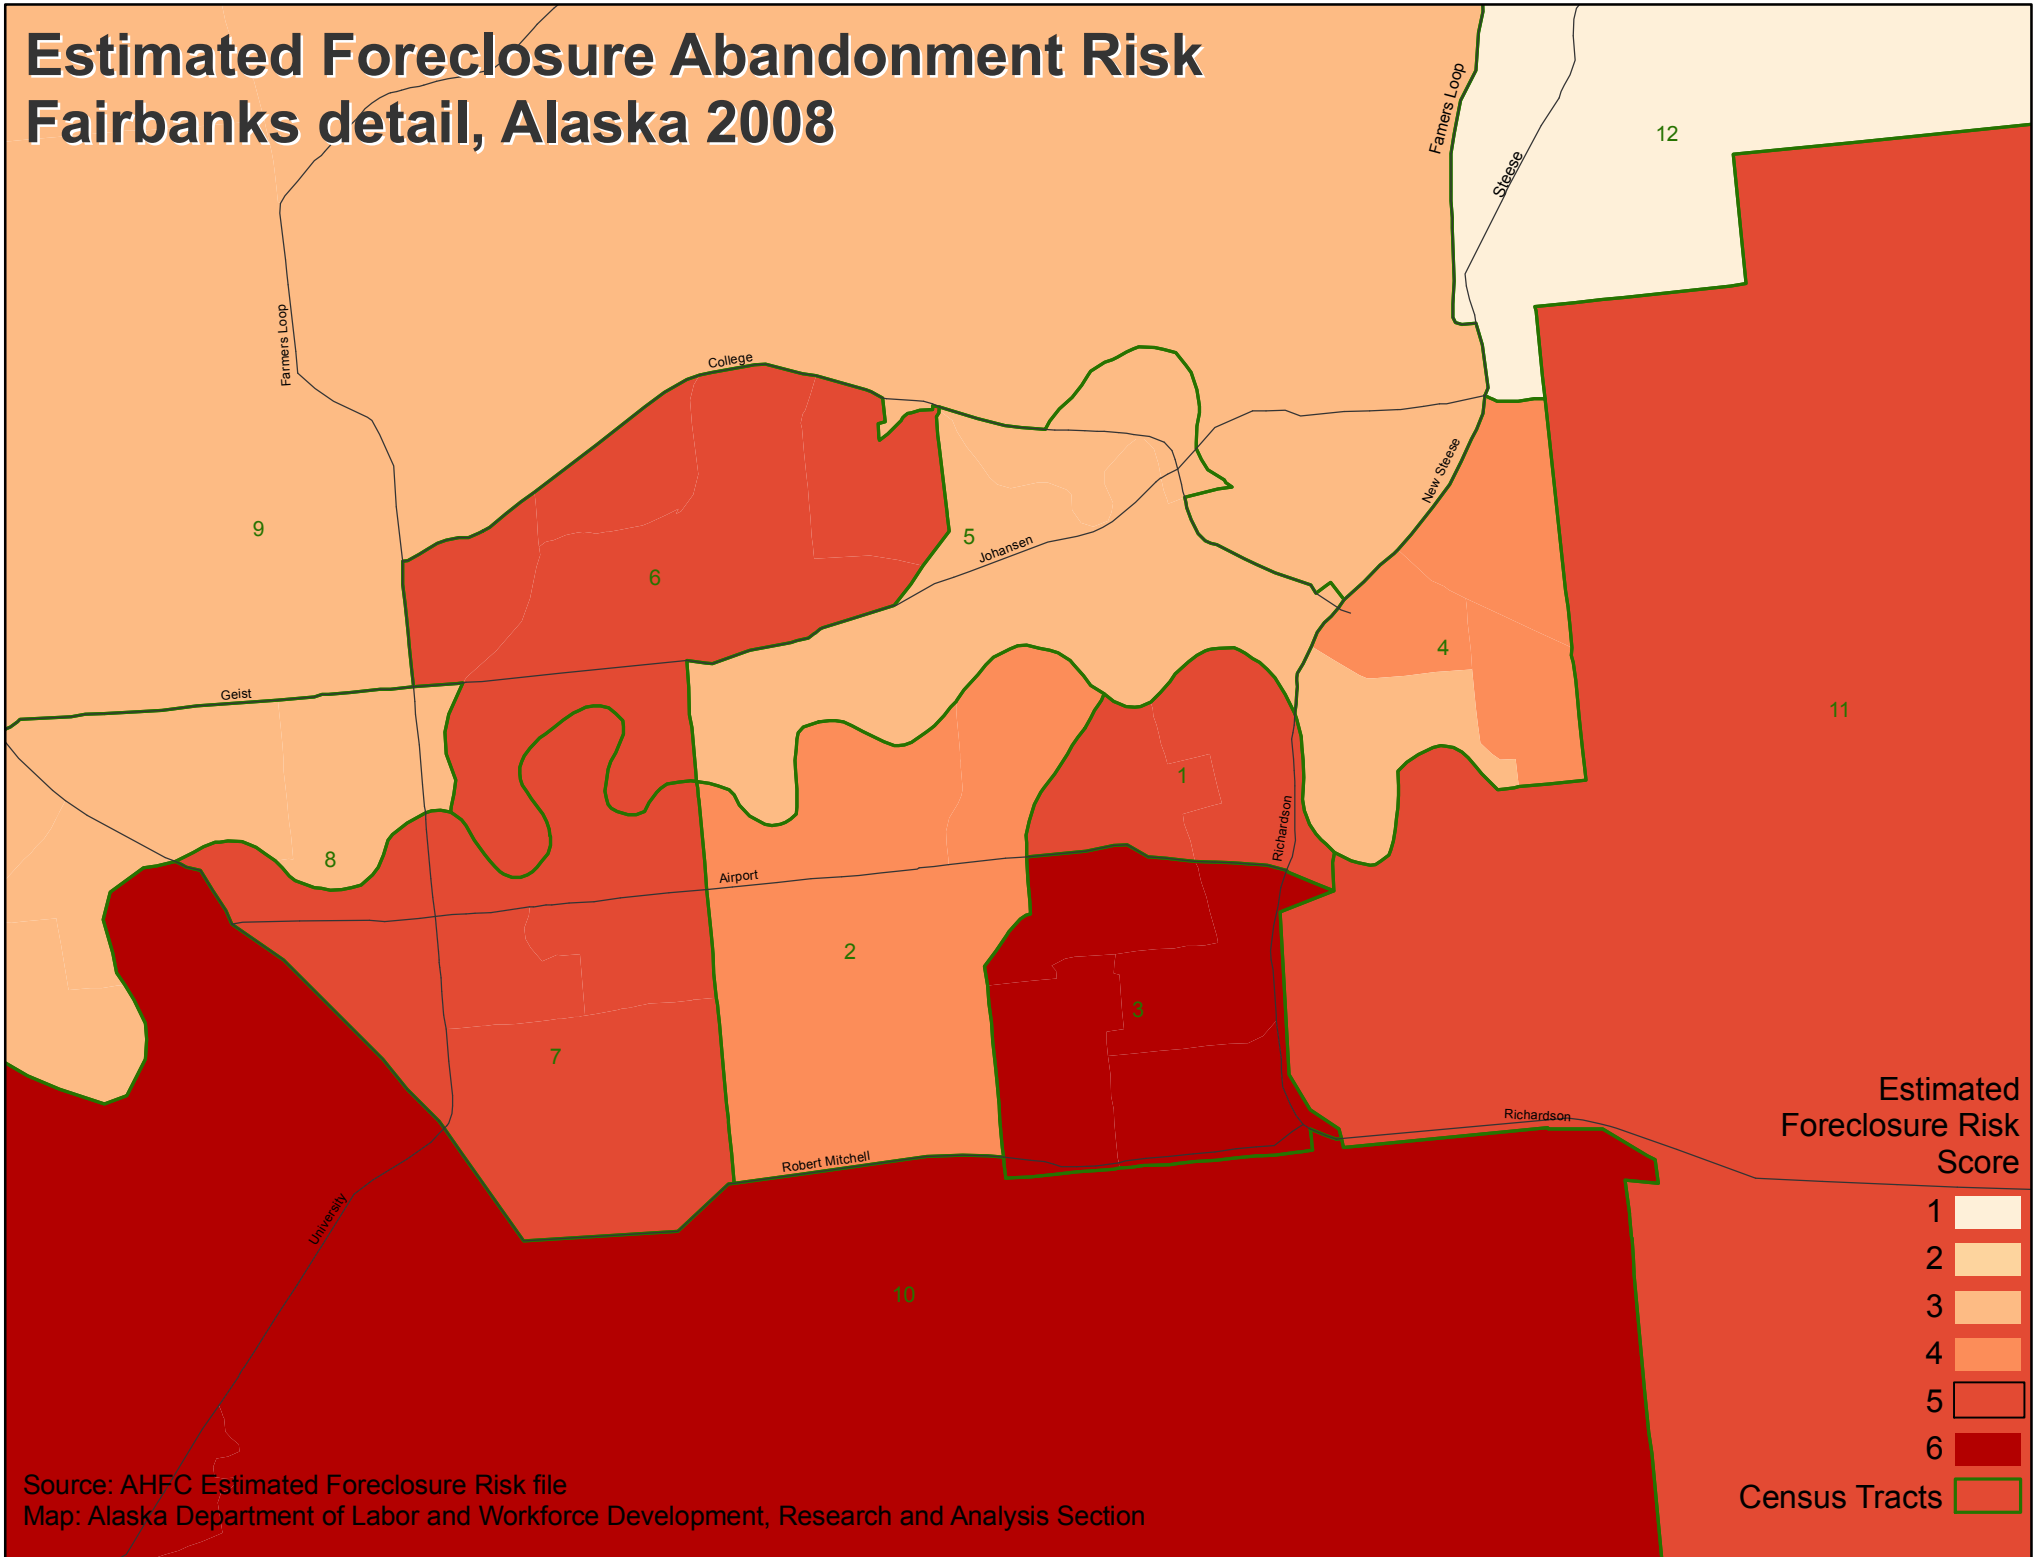 Estimated Foreclosure Abandonment Risk
Fairbanks detail, Alaska 2008
Famers Loop
Steese
12
Farmers Loop
College
New Steese
9
5
Johansen
6
4
Geist
11
1
Richardson
8
Airport
2
3
7
Richardson
Robert Mitchell
University
10
Estimated
Foreclosure Risk
Score
1
2
3
4
5
6
Census Tracts
Source: AHFC Estimated Foreclosure Risk file
Map: Alaska Department of Labor and Workforce Development, Research and Analysis Section